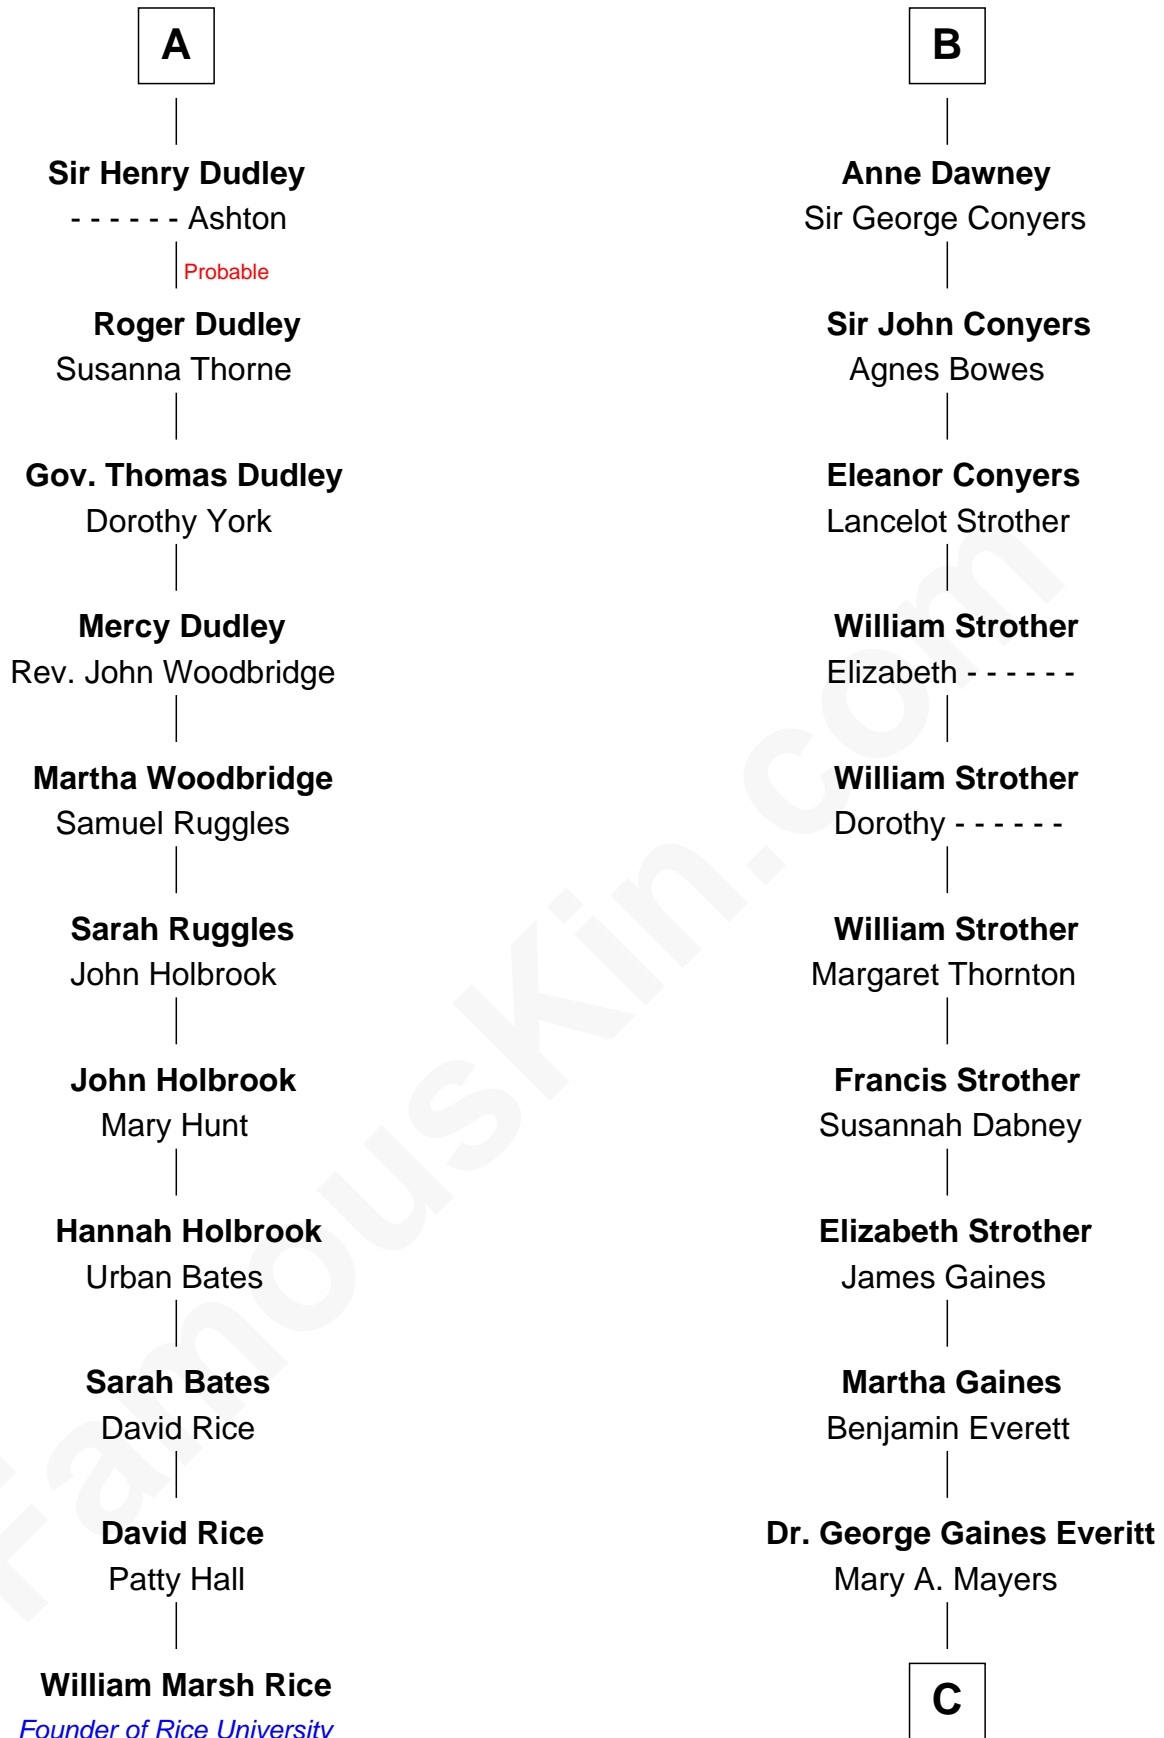 A
Sir Henry Dudley
- - - - - - Ashton
Probable
Roger Dudley
Susanna Thorne
Gov. Thomas Dudley
Dorothy York
Mercy Dudley
Rev. John Woodbridge
Martha Woodbridge
Samuel Ruggles
Sarah Ruggles
John Holbrook
John Holbrook
Mary Hunt
Hannah Holbrook
Urban Bates
Sarah Bates
David Rice
David Rice
Patty Hall
William Marsh Rice
Founder of Rice University
B
Anne Dawney
Sir George Conyers
Sir John Conyers
Agnes Bowes
Eleanor Conyers
Lancelot Strother
William Strother
Elizabeth - - - - - -
William Strother
Dorothy - - - - - -
William Strother
Margaret Thornton
Francis Strother
Susannah Dabney
Elizabeth Strother
James Gaines
Martha Gaines
Benjamin Everett
Dr. George Gaines Everitt
Mary A. Mayers
C
FamousKin.com